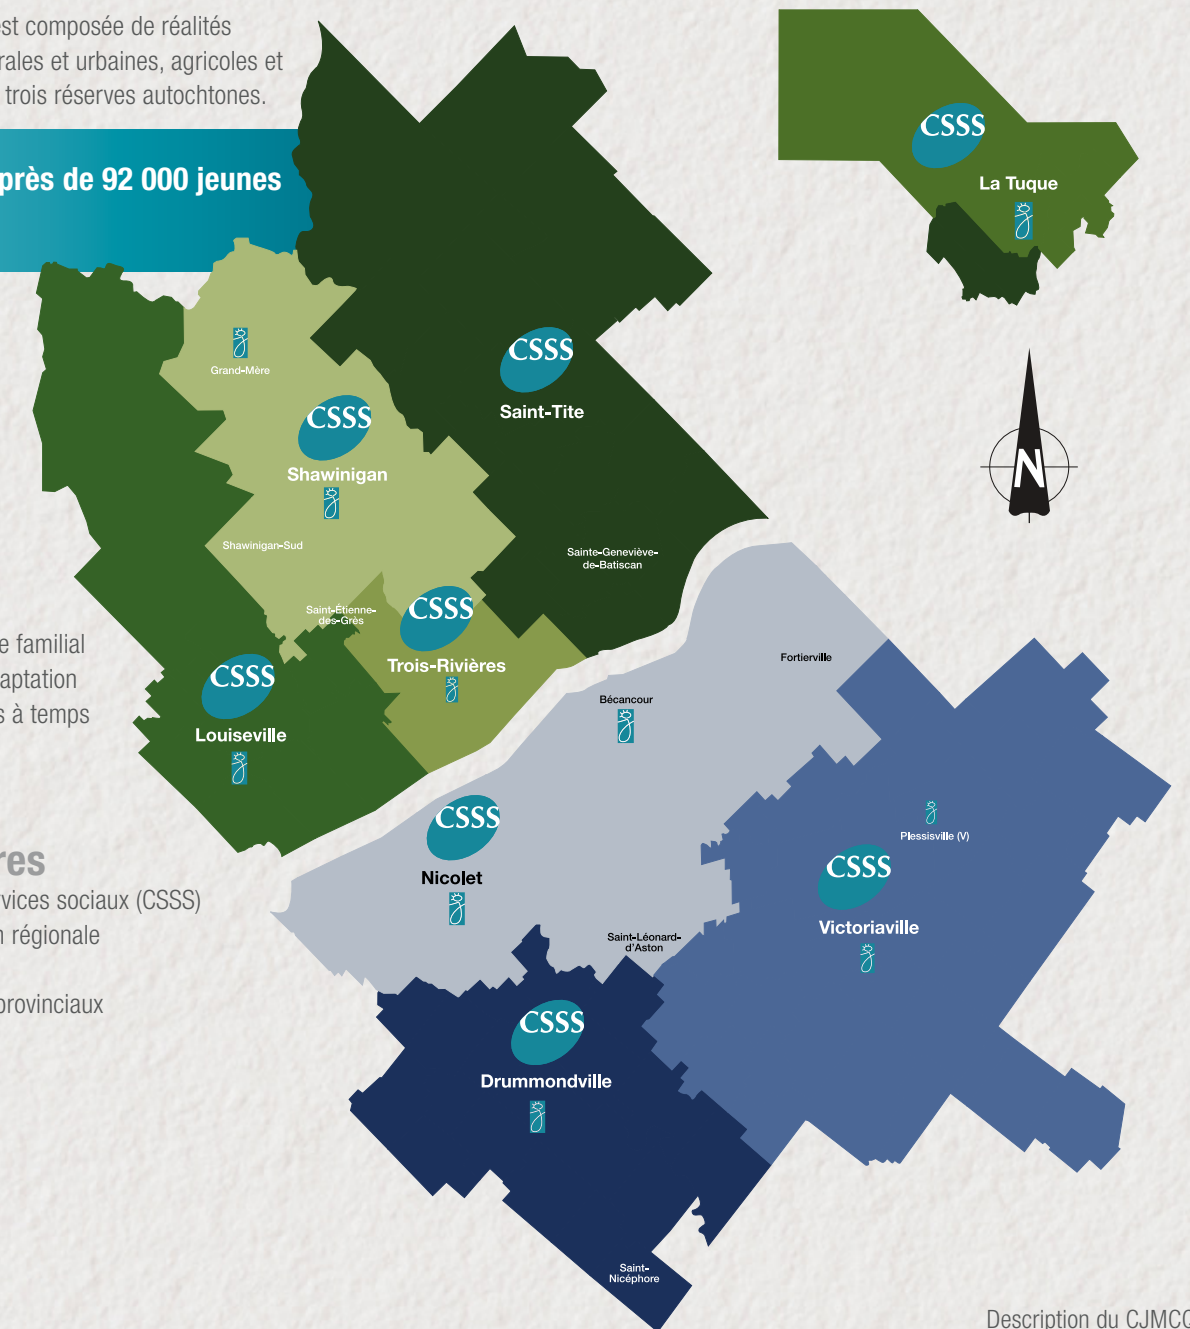 est composée de réalités
rales et urbaines, agricoles et
trois réserves autochtones.
près de 92 000 jeunes
CSSS
La Tuque
Grand-Mère
CSSS
Saint-Tite
CSSS
Shawinigan
N
Shawinigan-Sud
Sainte-Geneviève-
de-Batiscan
Saint-Étienne-
des-Grès
CSSS
Trois-Rivières
e familial
aptation
s à temps
CSSS
Louiseville
Fortierville
Bécancour
CSSS
Nicolet
Plessisville (V)
CSSS
Victoriaville
res
rvices sociaux (CSSS)
n régionale
provinciaux
Saint-Léonard-
d'Aston
CSSS
Drummondville
Saint-
Nicéphore
Description du CJMCQ